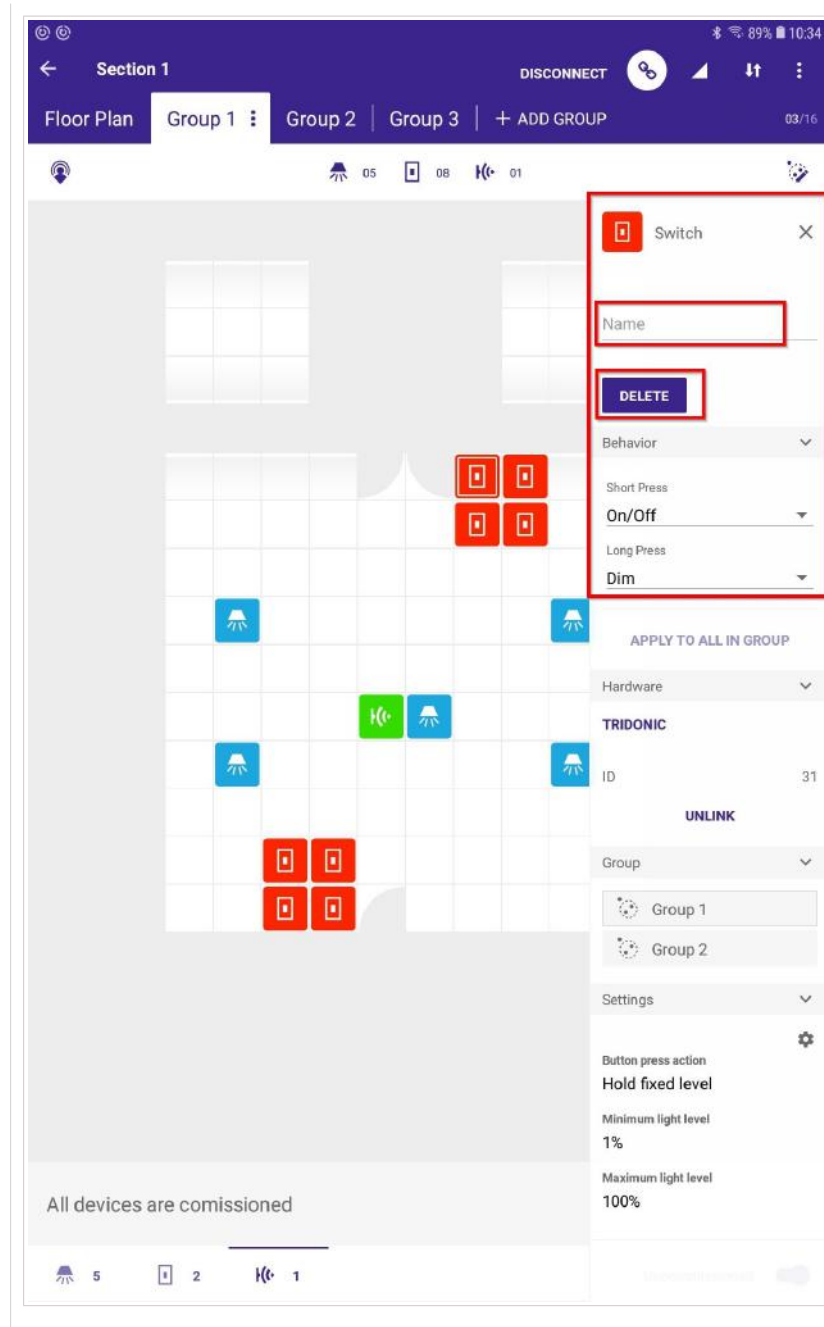 89% 10:34
Section 1 DISCONNECT
Floor Plan Group 1 Group 2 Group 3 + ADD GROUP 03/16
05 08 01
Switch
Name
DELETE
Behavior
Short Press
On/Off
Long Press
Dim
APPLY TO ALL IN GROUP
Hardware
TRIDONIC
ID 31
UNLINK
Group
Group 1
Group 2
Settings
Button press action
Hold fixed level
Minimum light level
1%
Maximum light level
100%
All devices are comissioned
5 2 1